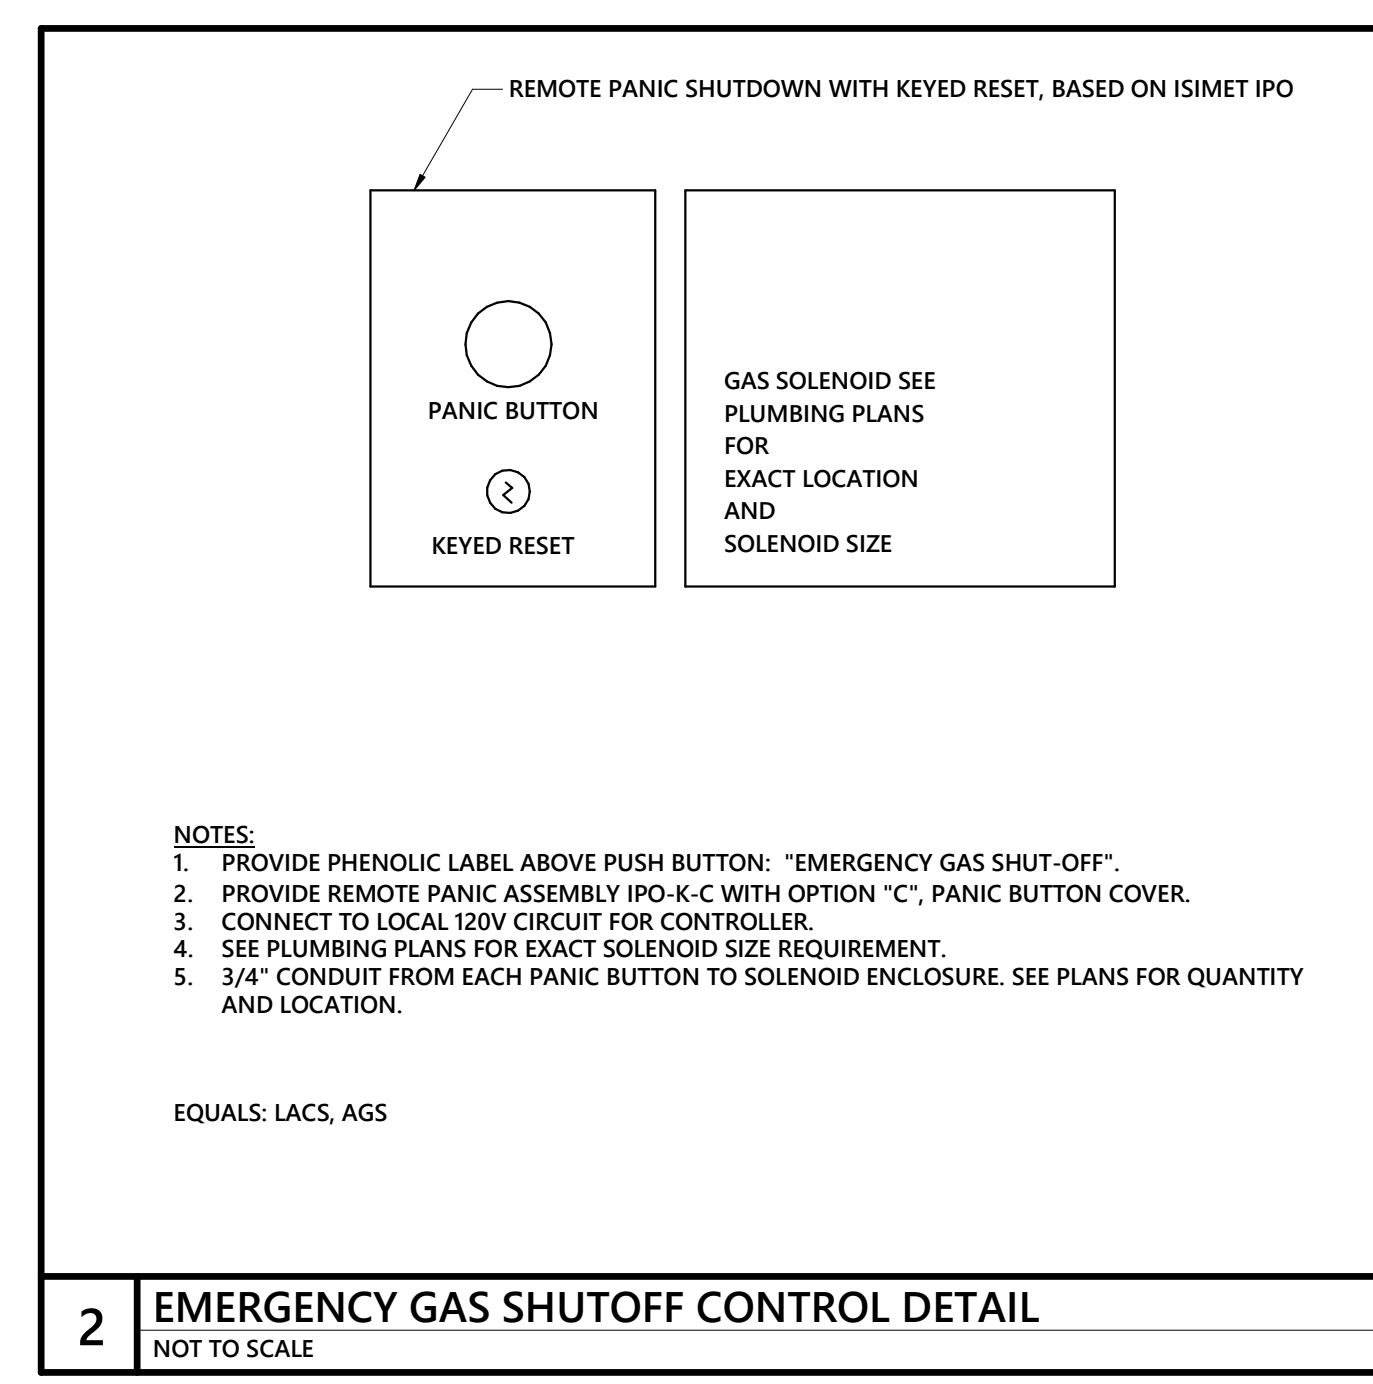 REMOTE PANIC SHUTDOWN WITH KEYED RESET, BASED ON ISIMET IPO
PANIC BUTTON
KEYED RESET
GAS SOLENOID SEE
PLUMBING PLANS
FOR
EXACT LOCATION
AND
SOLENOID SIZE
NOTES:
1. PROVIDE PHENOLIC LABEL ABOVE PUSH BUTTON: "EMERGENCY GAS SHUT-OFF".
2. PROVIDE REMOTE PANIC ASSEMBLY IPO-K-C WITH OPTION "C", PANIC BUTTON COVER.
3. CONNECT TO LOCAL 120V CIRCUIT FOR CONTROLLER.
4. SEE PLUMBING PLANS FOR EXACT SOLENOID SIZE REQUIREMENT.
5. 3/4" CONDUIT FROM EACH PANIC BUTTON TO SOLENOID ENCLOSURE. SEE PLANS FOR QUANTITY
AND LOCATION.
EQUALS: LACS, AGS
2
EMERGENCY GAS SHUTOFF CONTROL DETAIL
NOT TO SCALE